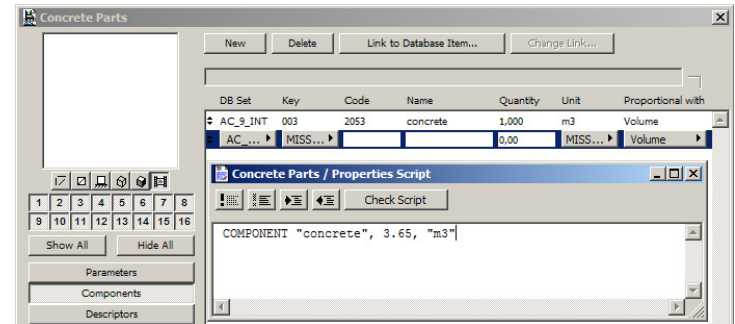 Concrete Parts
New Delete Link to Database Item... Change Link...
DB Set Key Code Name Quantity Unit Proportional with
AC_9_INT 003 2053 concrete 1,000 m3 Volume
AC_... MISS... 0,00 MISS... Volume
Concrete Parts / Properties Script
Check Script
COMPONENT "concrete", 3.65, "m3"
1 2 3 4 5 6 7 8
9 10 11 12 13 14 15 16
Show All Hide All
Parameters
Components
Descriptors